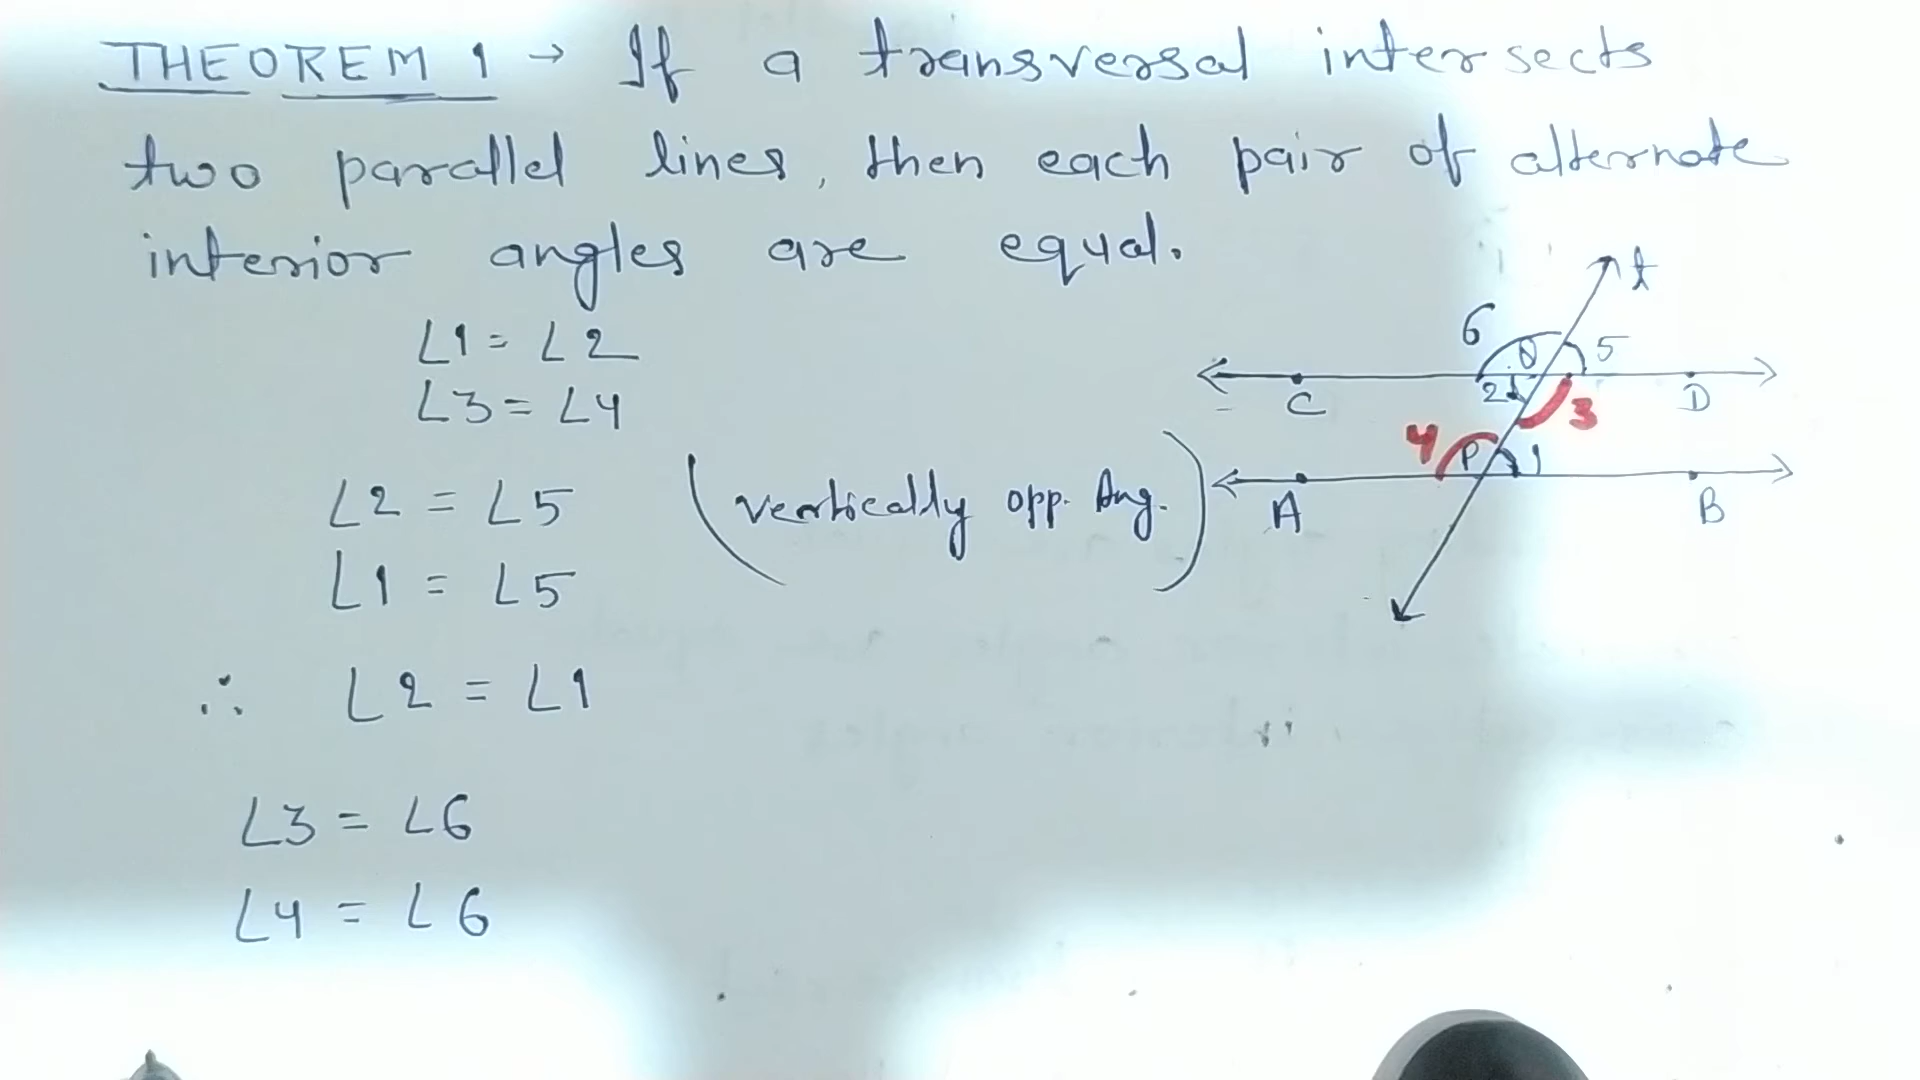 THEOREM 1 → If a transversal intersects
two parallel lines, then each pair of alternate
interior angles are equal.
∠1 = ∠2
∠3 = ∠4
∠2 = ∠5 (vertically opp. Ang.)
∠1 = ∠5
∴ ∠2 = ∠1
∠3 = ∠6
∠4 = ∠6
t
6 Q 5
2
C D
3
4 P 1
A B